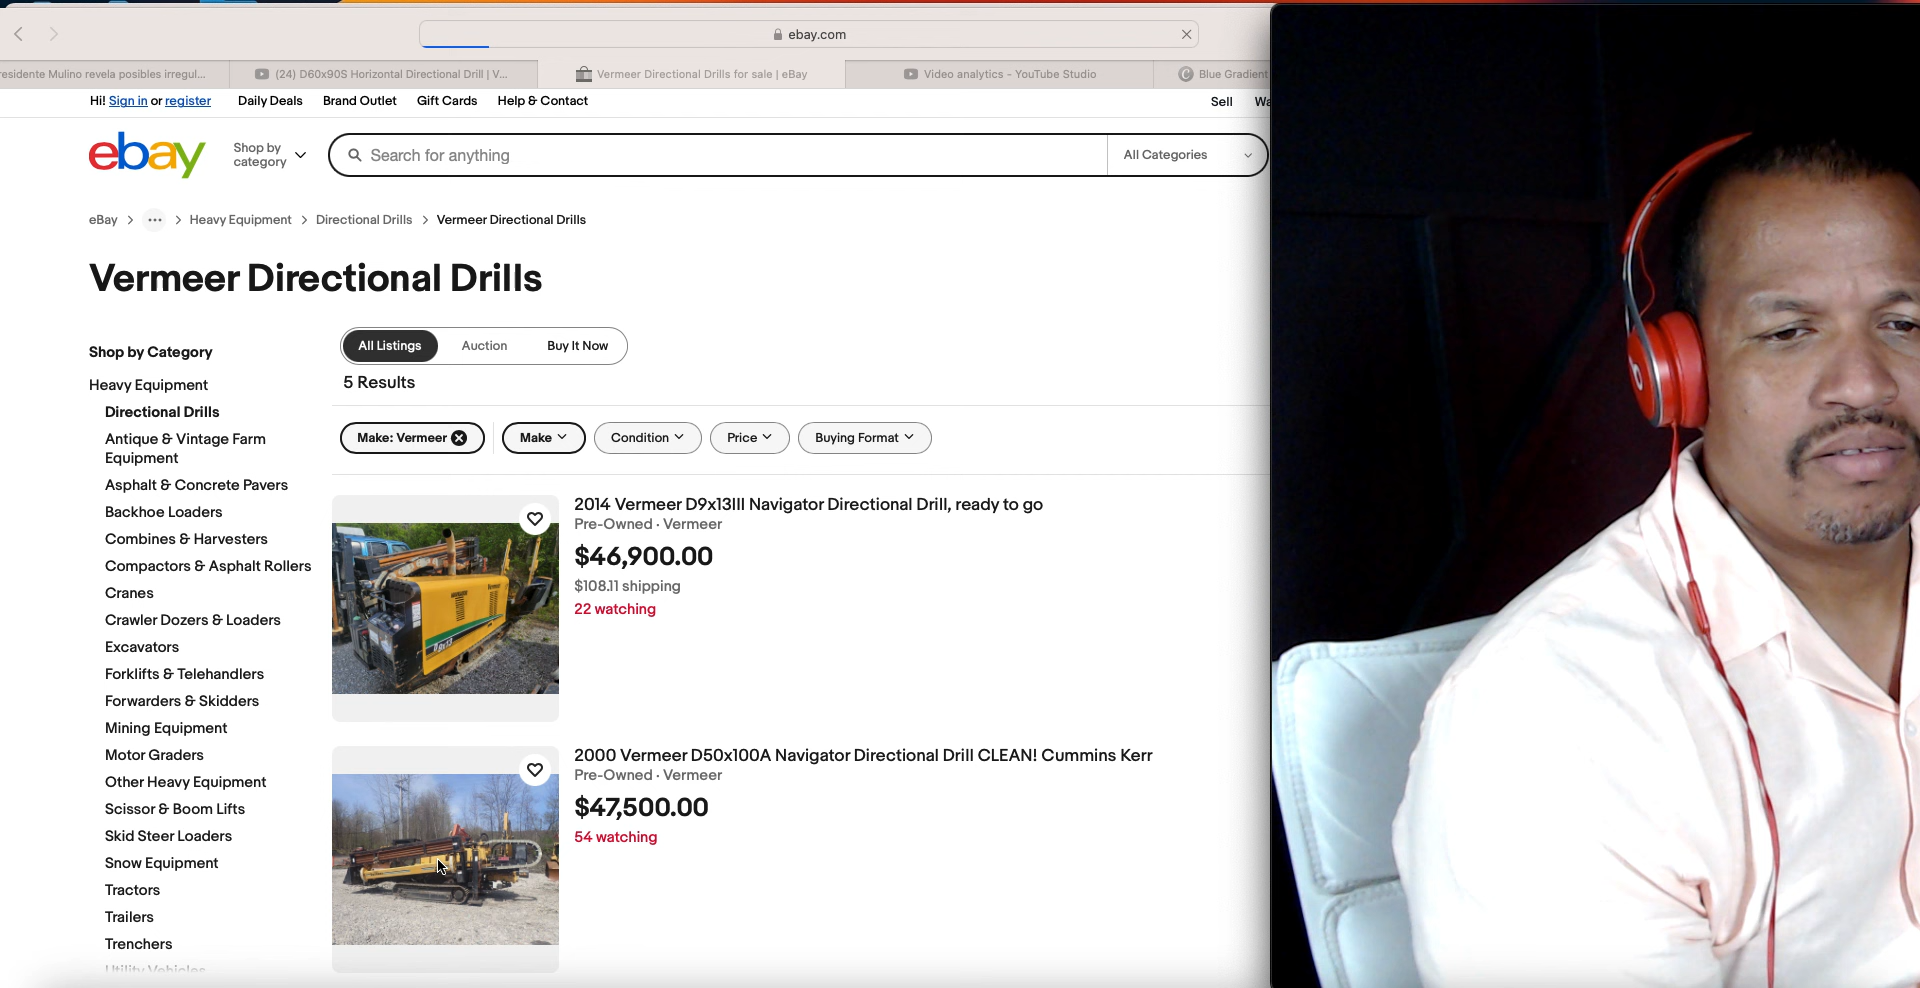 ebay.com
residente Mulino revela posibles irregul...
(24) D60x90S Horizontal Directional Drill | V...
Vermeer Directional Drills for sale | eBay
Video analytics - YouTube Studio
Blue Gradient
Hi! Sign in or register
Daily Deals
Brand Outlet
Gift Cards
Help & Contact
Sell
Wa
ebay
Shop by
category
Search for anything
All Categories
eBay
Heavy Equipment
Directional Drills
Vermeer Directional Drills
Vermeer Directional Drills
Shop by Category
Heavy Equipment
Directional Drills
Antique & Vintage Farm
Equipment
Asphalt & Concrete Pavers
Backhoe Loaders
Combines & Harvesters
Compactors & Asphalt Rollers
Cranes
Crawler Dozers & Loaders
Excavators
Forklifts & Telehandlers
Forwarders & Skidders
Mining Equipment
Motor Graders
Other Heavy Equipment
Scissor & Boom Lifts
Skid Steer Loaders
Snow Equipment
Tractors
Trailers
Trenchers
Utility Vehicles
All Listings
Auction
Buy It Now
5 Results
Make: Vermeer
Make
Condition
Price
Buying Format
2014 Vermeer D9x13III Navigator Directional Drill, ready to go
Pre-Owned · Vermeer
$46,900.00
$108.11 shipping
22 watching
2000 Vermeer D50x100A Navigator Directional Drill CLEAN! Cummins Kerr
Pre-Owned · Vermeer
$47,500.00
54 watching